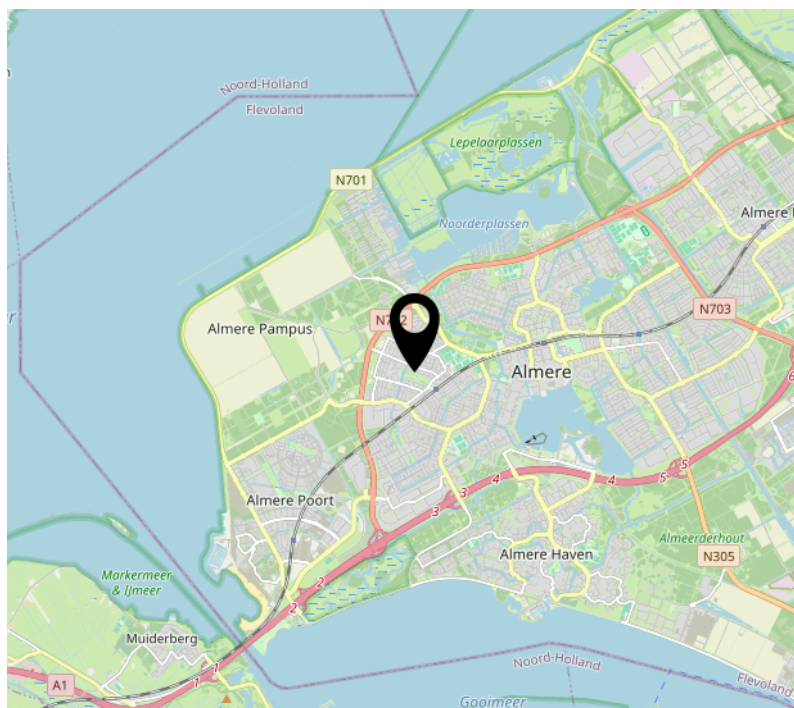 Noord-Holland
Flevoland
Lepelaarplassen
N701
Noorderplassen
Almere
N703
Almere Pampus
Almere
6
5
5
4
4
3
3
Almere Poort
Almere Haven
Almeerderhout
N305
Markermeer
& IJmeer
2
2
Muiderberg
1
1
A1
Noord-Holland
Flevoland
Gooimeer